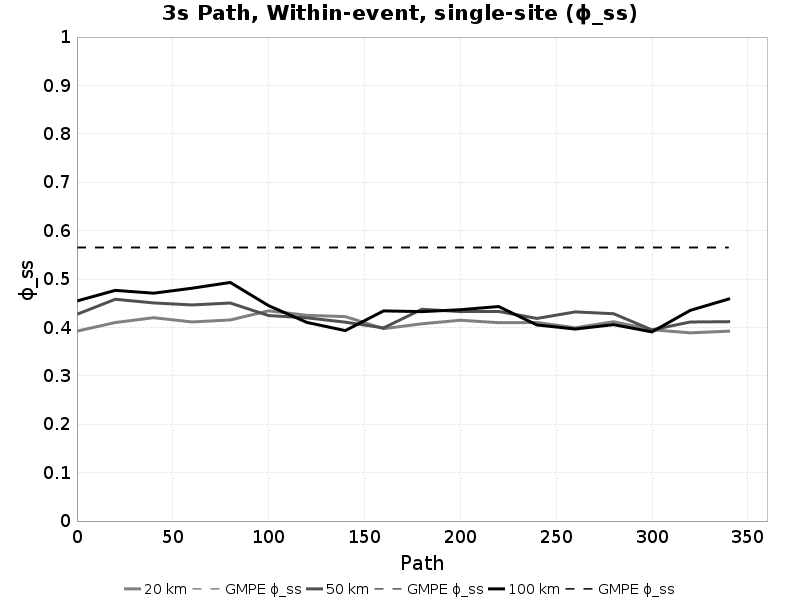 3s Path, Within-event, single-site (ϕ_ss)
1
0.9
0.8
0.7
0.6
0.5
0.4
0.3
0.2
0.1
0
ϕ_ss
0 50 100 150 200 250 300 350
Path
20 km GMPE ϕ_ss 50 km GMPE ϕ_ss 100 km GMPE ϕ_ss